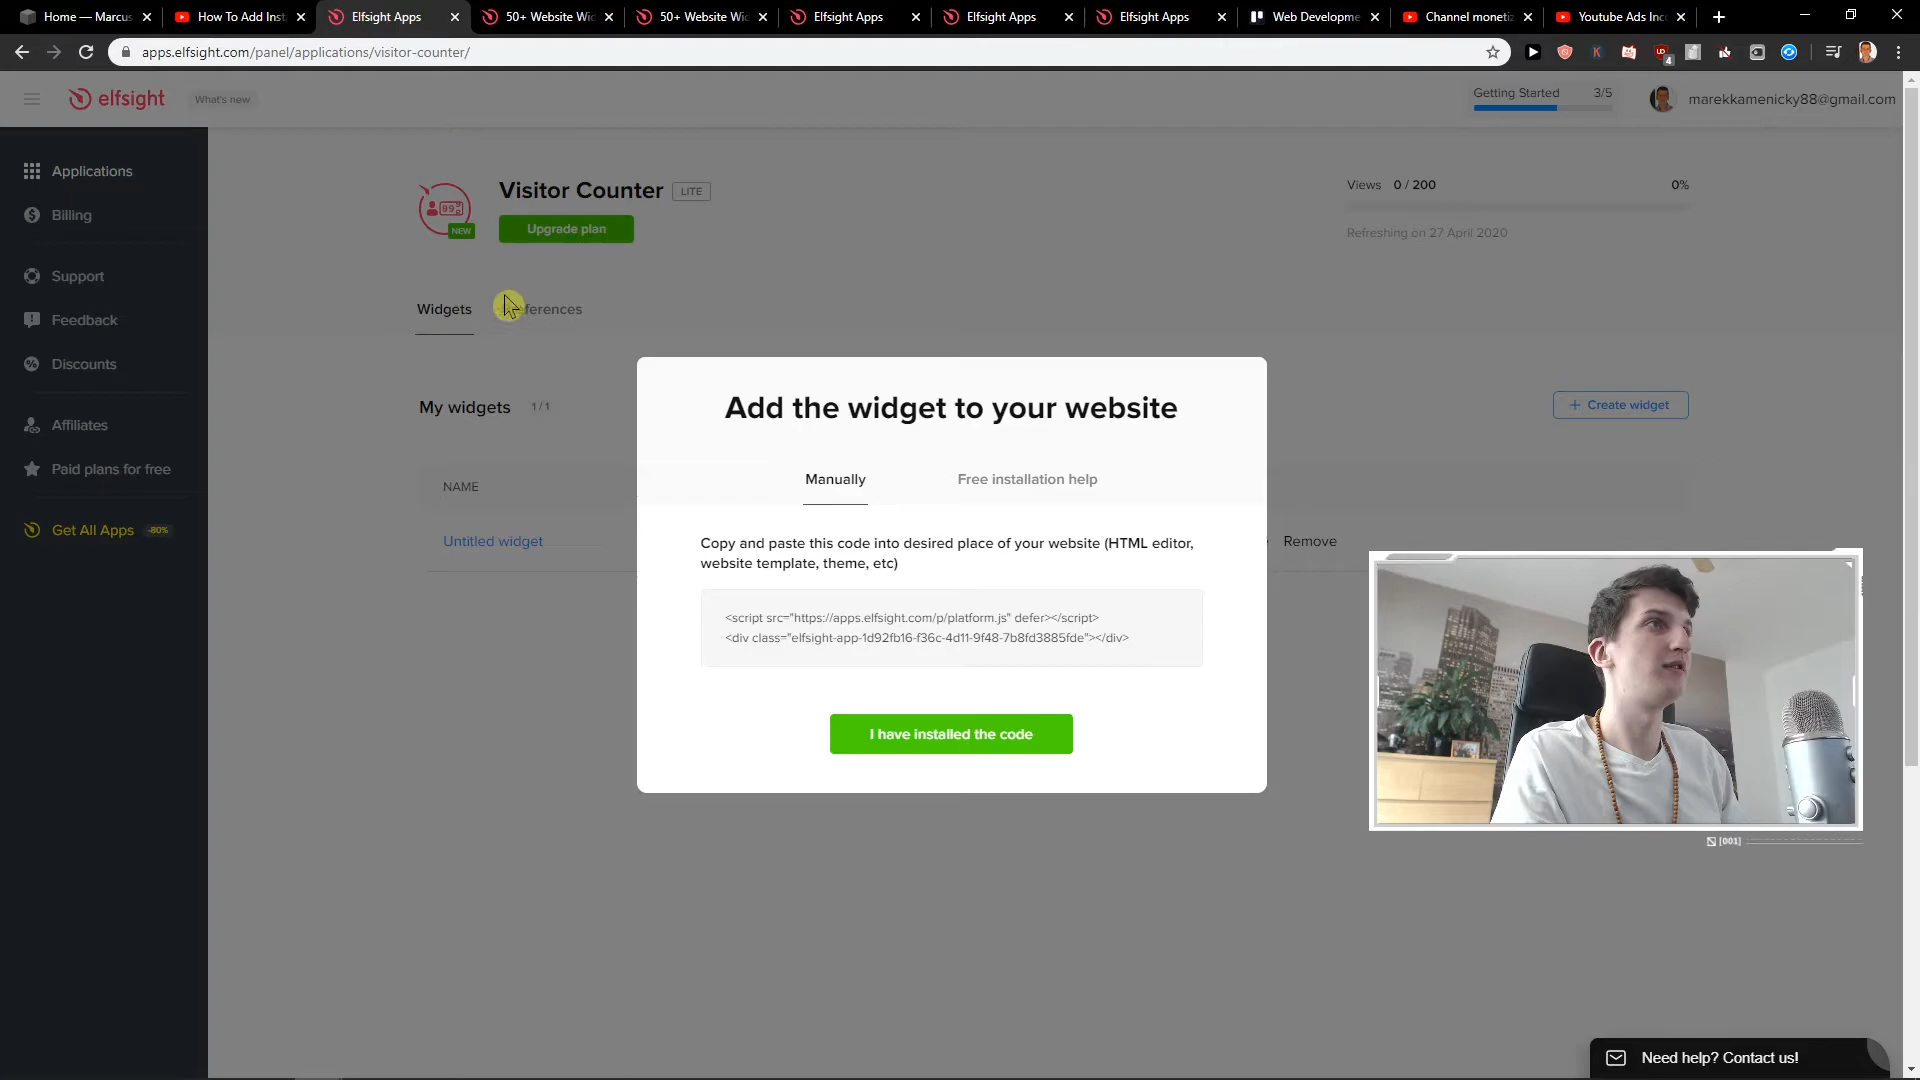 Home — Marcus
How To Add Inst
Elfsight Apps
50+ Website Wid
50+ Website Wid
Elfsight Apps
Elfsight Apps
Elfsight Apps
Web Developme
Channel monetiz
Youtube Ads Inc
apps.elfsight.com/panel/applications/visitor-counter/
4
elfsight
What's new
Getting Started 3/5
marekkamenicky88@gmail.com
Applications
Billing
Support
Feedback
Discounts
Affiliates
Paid plans for free
Get All Apps -80%
Visitor Counter LITE
NEW
Upgrade plan
Views 0 / 200 0%
Refreshing on 27 April 2020
Widgets
ferences
My widgets 1/1
+ Create widget
NAME
Untitled widget
Remove
Add the widget to your website
Manually
Free installation help
Copy and paste this code into desired place of your website (HTML editor,
website template, theme, etc)
<script src="https://apps.elfsight.com/p/platform.js" defer></script>
<div class="elfsight-app-1d92fb16-f36c-4d11-9f48-7b8fd3885fde"></div>
I have installed the code
[001]
Need help? Contact us!